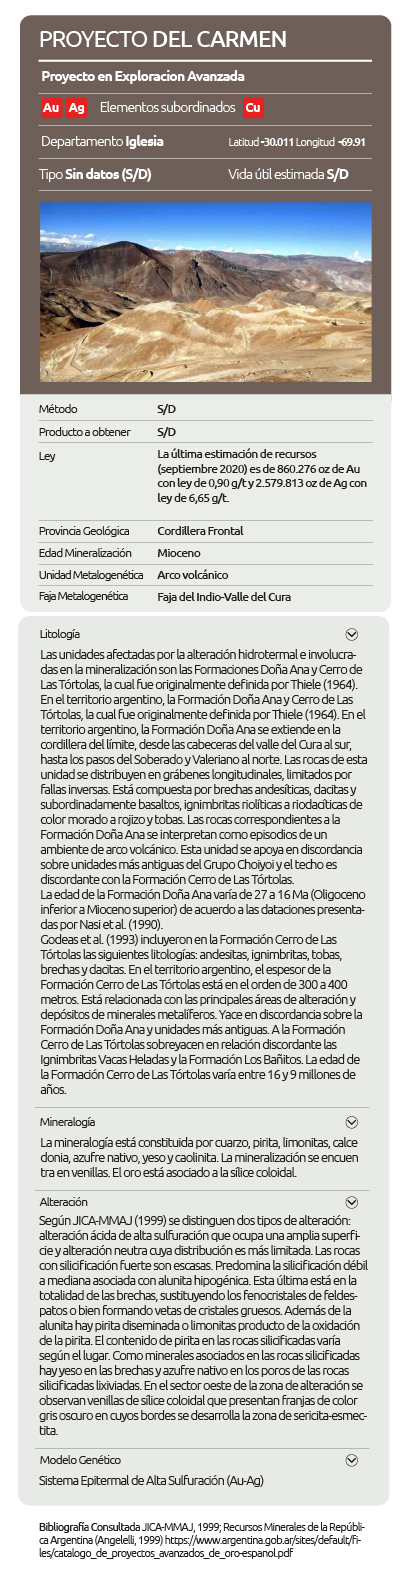 PROYECTO DEL CARMEN
Proyecto en Exploracion Avanzada
Au Ag Elementos subordinados Cu
Departamento Iglesia Latitud -30.011 Longitud -69.91
Tipo Sin datos (S/D) Vida útil estimada S/D
Método S/D
Producto a obtener S/D
Ley La última estimación de recursos
(septiembre 2020) es de 860.276 oz de Au
con ley de 0,90 g/t y 2.579.813 oz de Ag con
ley de 6,65 g/t.
Provincia Geológica Cordillera Frontal
Edad Mineralización Mioceno
Unidad Metalogenética Arco volcánico
Faja Metalogenética Faja del Indio-Valle del Cura
Litología
Las unidades afectadas por la alteración hidrotermal e involucra-
das en la mineralización son las Formaciones Doña Ana y Cerro de
Las Tórtolas, la cual fue originalmente definida por Thiele (1964).
En el territorio argentino, la Formación Doña Ana y Cerro de Las
Tórtolas, la cual fue originalmente definida por Thiele (1964). En el
territorio argentino, la Formación Doña Ana se extiende en la
cordillera del límite, desde las cabeceras del valle del Cura al sur,
hasta los pasos del Soberado y Valeriano al norte. Las rocas de esta
unidad se distribuyen en grábenes longitudinales, limitados por
fallas inversas. Está compuesta por brechas andesíticas, dacitas y
subordinadamente basaltos, ignimbritas riolíticas a riodacíticas de
color morado a rojizo y tobas. Las rocas correspondientes a la
Formación Doña Ana se interpretan como episodios de un
ambiente de arco volcánico. Esta unidad se apoya en discordancia
sobre unidades más antiguas del Grupo Choiyoi y el techo es
discordante con la Formación Cerro de Las Tórtolas.
La edad de la Formación Doña Ana varía de 27 a 16 Ma (Oligoceno
inferior a Mioceno superior) de acuerdo a las dataciones presenta-
das por Nasi et al. (1990).
Godeas et al. (1993) incluyeron en la Formación Cerro de Las
Tórtolas las siguientes litologías: andesitas, ignimbritas, tobas,
brechas y dacitas. En el territorio argentino, el espesor de la
Formación Cerro de Las Tórtolas está en el orden de 300 a 400
metros. Está relacionada con las principales áreas de alteración y
depósitos de minerales metalíferos. Yace en discordancia sobre la
Formación Doña Ana y unidades más antiguas. A la Formación
Cerro de Las Tórtolas sobreyacen en relación discordante las
Ignimbritas Vacas Heladas y la Formación Los Bañitos. La edad de
la Formación Cerro de Las Tórtolas varía entre 16 y 9 millones de
años.
Mineralogía
La mineralogía está constituida por cuarzo, pirita, limonitas, calce
donia, azufre nativo, yeso y caolinita. La mineralización se encuen
tra en venillas. El oro está asociado a la sílice coloidal.
Alteración
Según JICA-MMAJ (1999) se distinguen dos tipos de alteración:
alteración ácida de alta sulfuración que ocupa una amplia superfi-
cie y alteración neutra cuya distribución es más limitada. Las rocas
con silicificación fuerte son escasas. Predomina la silicificación débil
a mediana asociada con alunita hipogénica. Esta última está en la
totalidad de las brechas, sustituyendo los fenocristales de feldes-
patos o bien formando vetas de cristales gruesos. Además de la
alunita hay pirita diseminada o limonitas producto de la oxidación
de la pirita. El contenido de pirita en las rocas silicificadas varía
según el lugar. Como minerales asociados en las rocas silicificadas
hay yeso en las brechas y azufre nativo en los poros de las rocas
silicificadas lixiviadas. En el sector oeste de la zona de alteración se
observan venillas de sílice coloidal que presentan franjas de color
gris oscuro en cuyos bordes se desarrolla la zona de sericita-esmec-
tita.
Modelo Genético
Sistema Epitermal de Alta Sulfuración (Au-Ag)
Bibliografía Consultada JICA-MMAJ, 1999; Recursos Minerales de la Repúbli-
ca Argentina (Angelelli, 1999) https://www.argentina.gob.ar/sites/default/fi-
les/catalogo_de_proyectos_avanzados_de_oro-espanol.pdf